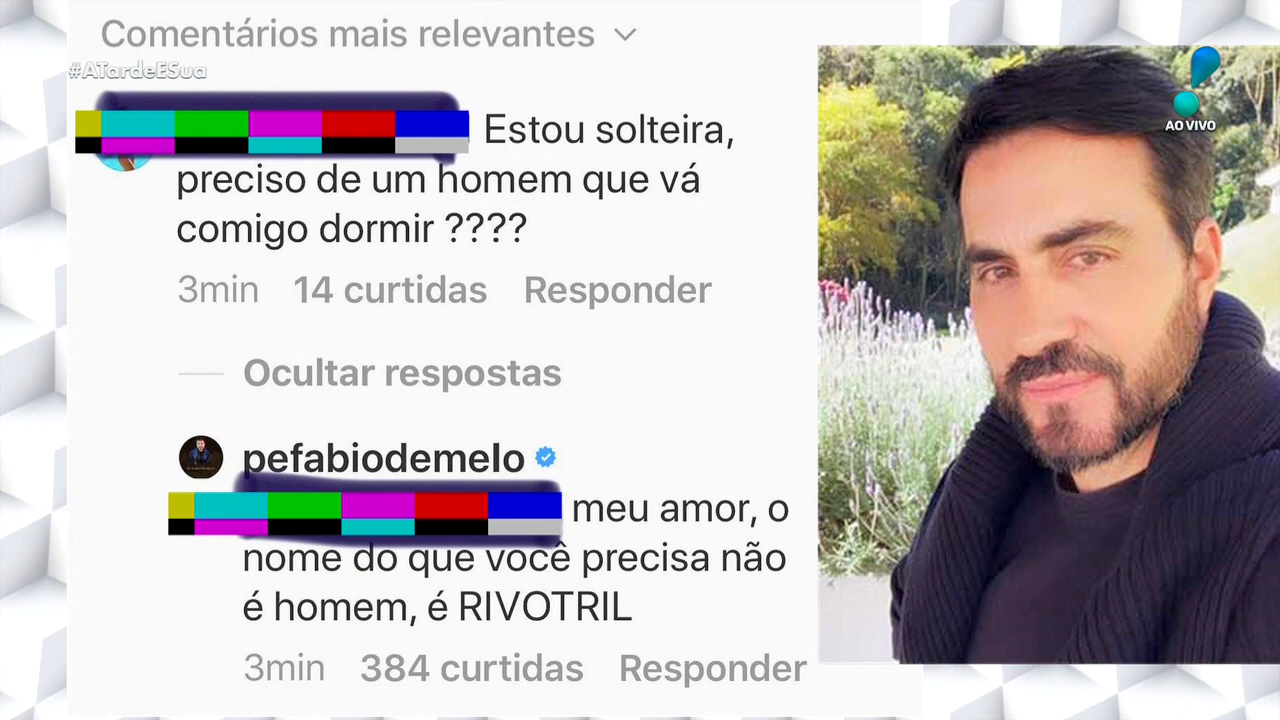 Comentários mais relevantes
#ATardeESua
AO VIVO
Estou solteira,
preciso de um homem que vá
comigo dormir ????
3min 14 curtidas Responder
Ocultar respostas
pefabiodemelo
meu amor, o
nome do que você precisa não
é homem, é RIVOTRIL
3min 384 curtidas Responder